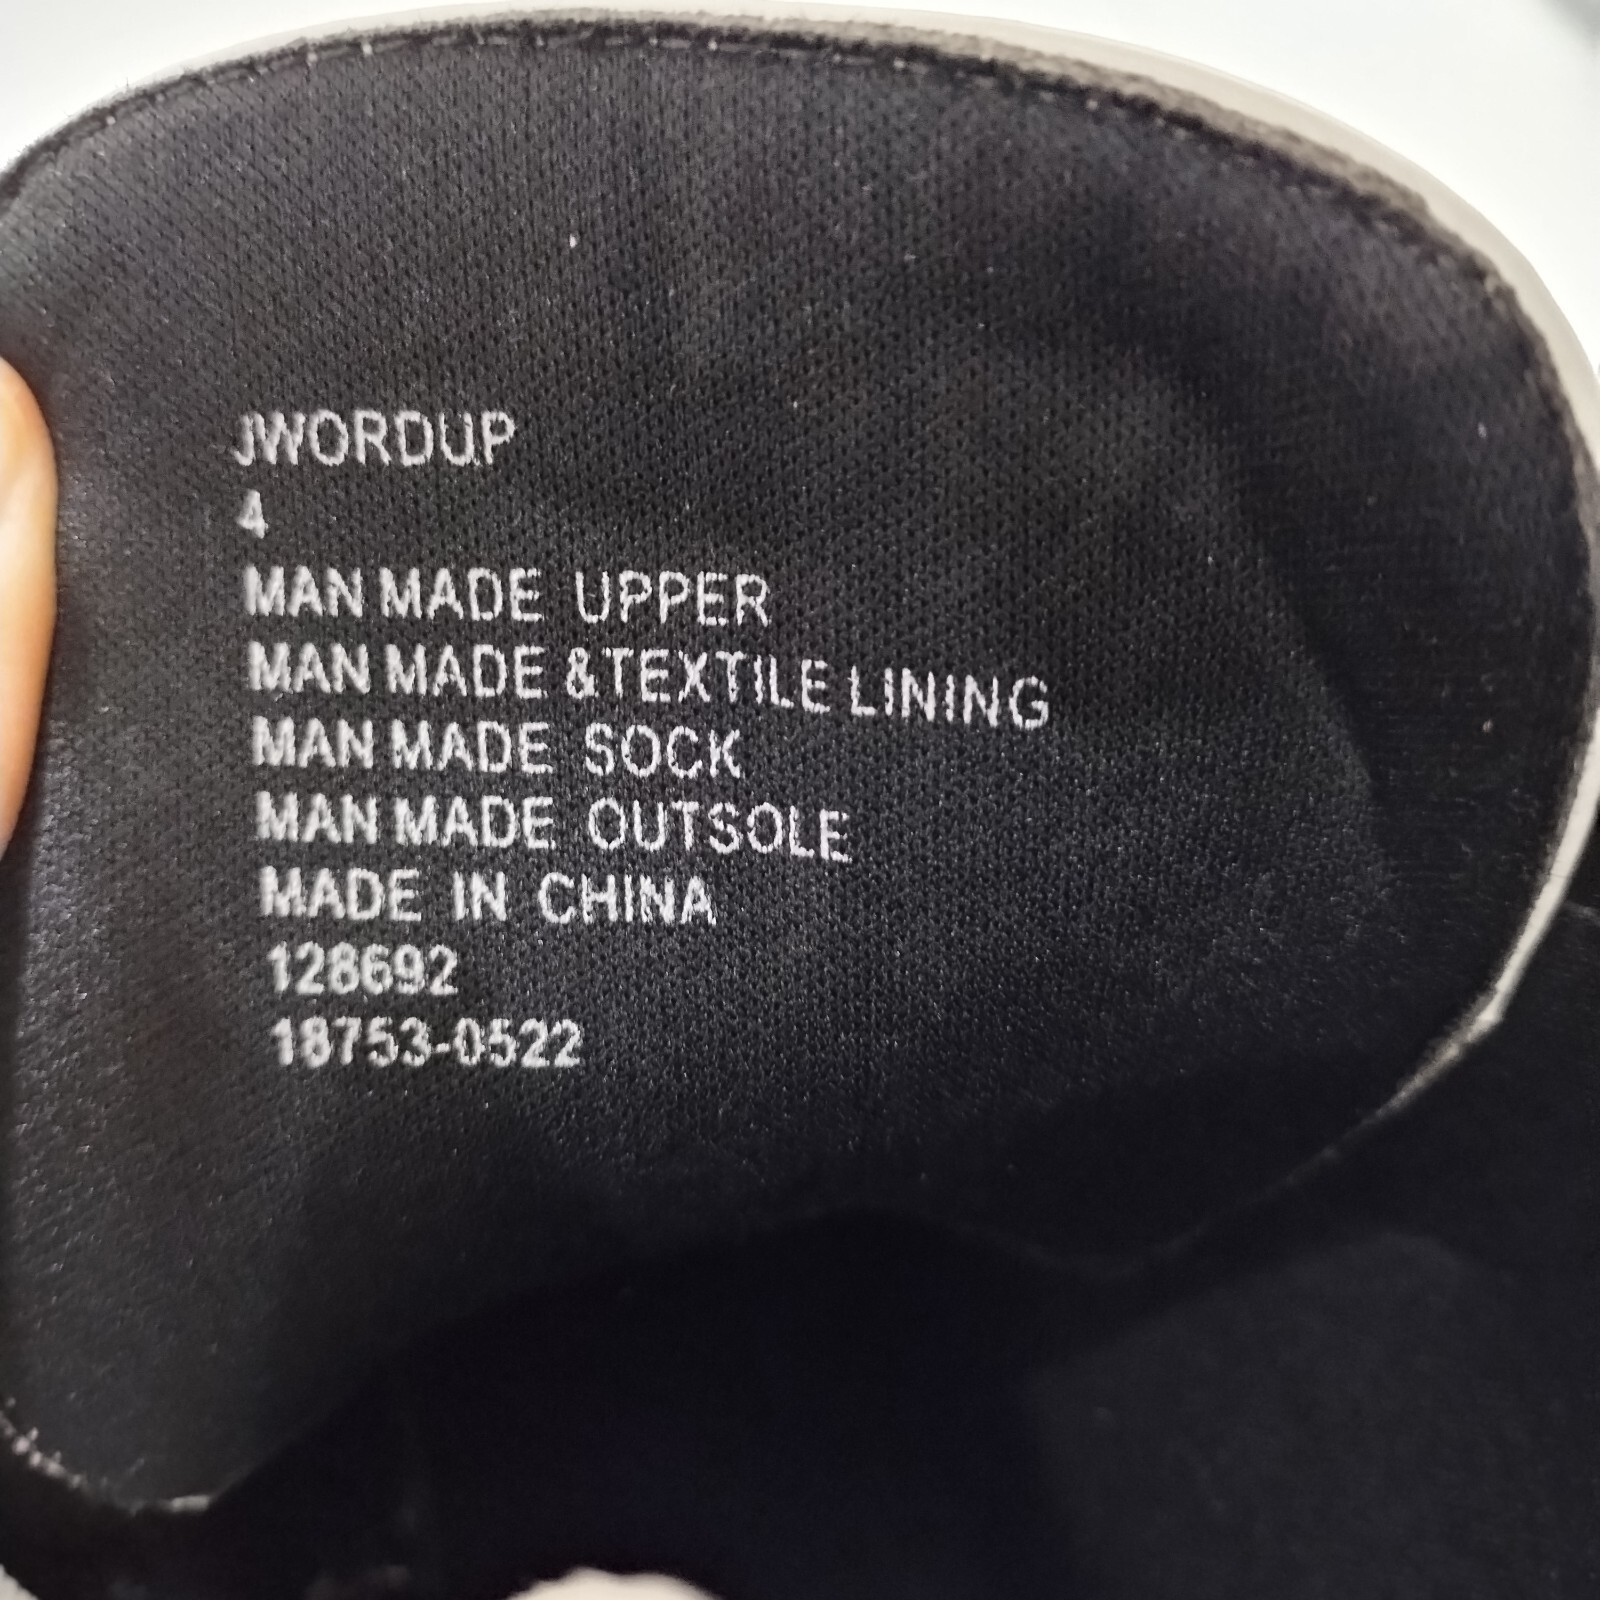 JWORDUP
4
MAN MADE UPPER
MAN MADE & TEXTILE LINING
MAN MADE SOCK
MAN MADE OUTSOLE
MADE IN CHINA
128692
18753-0522